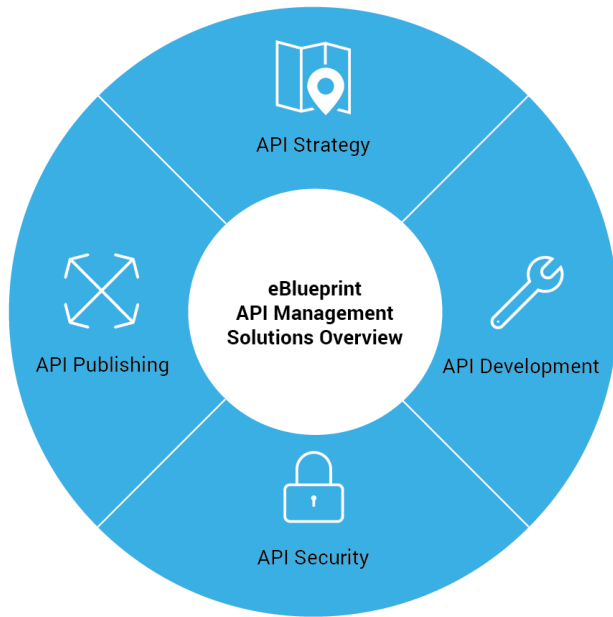 API Strategy
eBlueprint
API Management
Solutions Overview
API Publishing
API Development
API Security